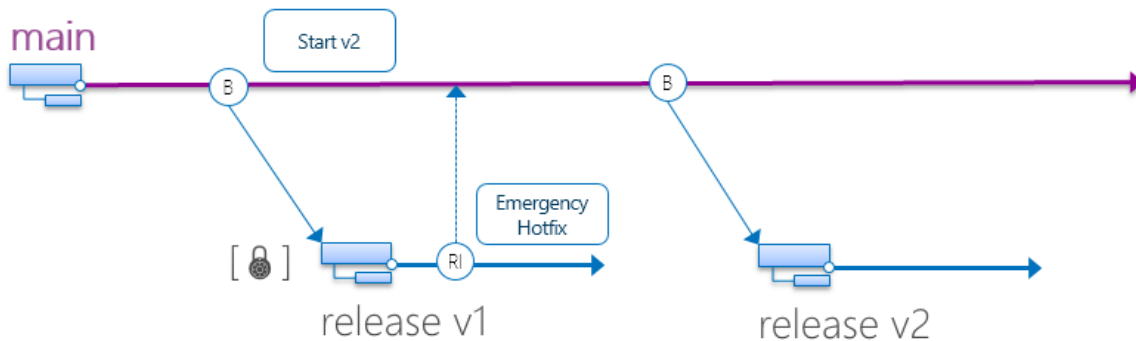 main
Start v2
B
B
Emergency
Hotfix
[ ]
RI
release v1
release v2